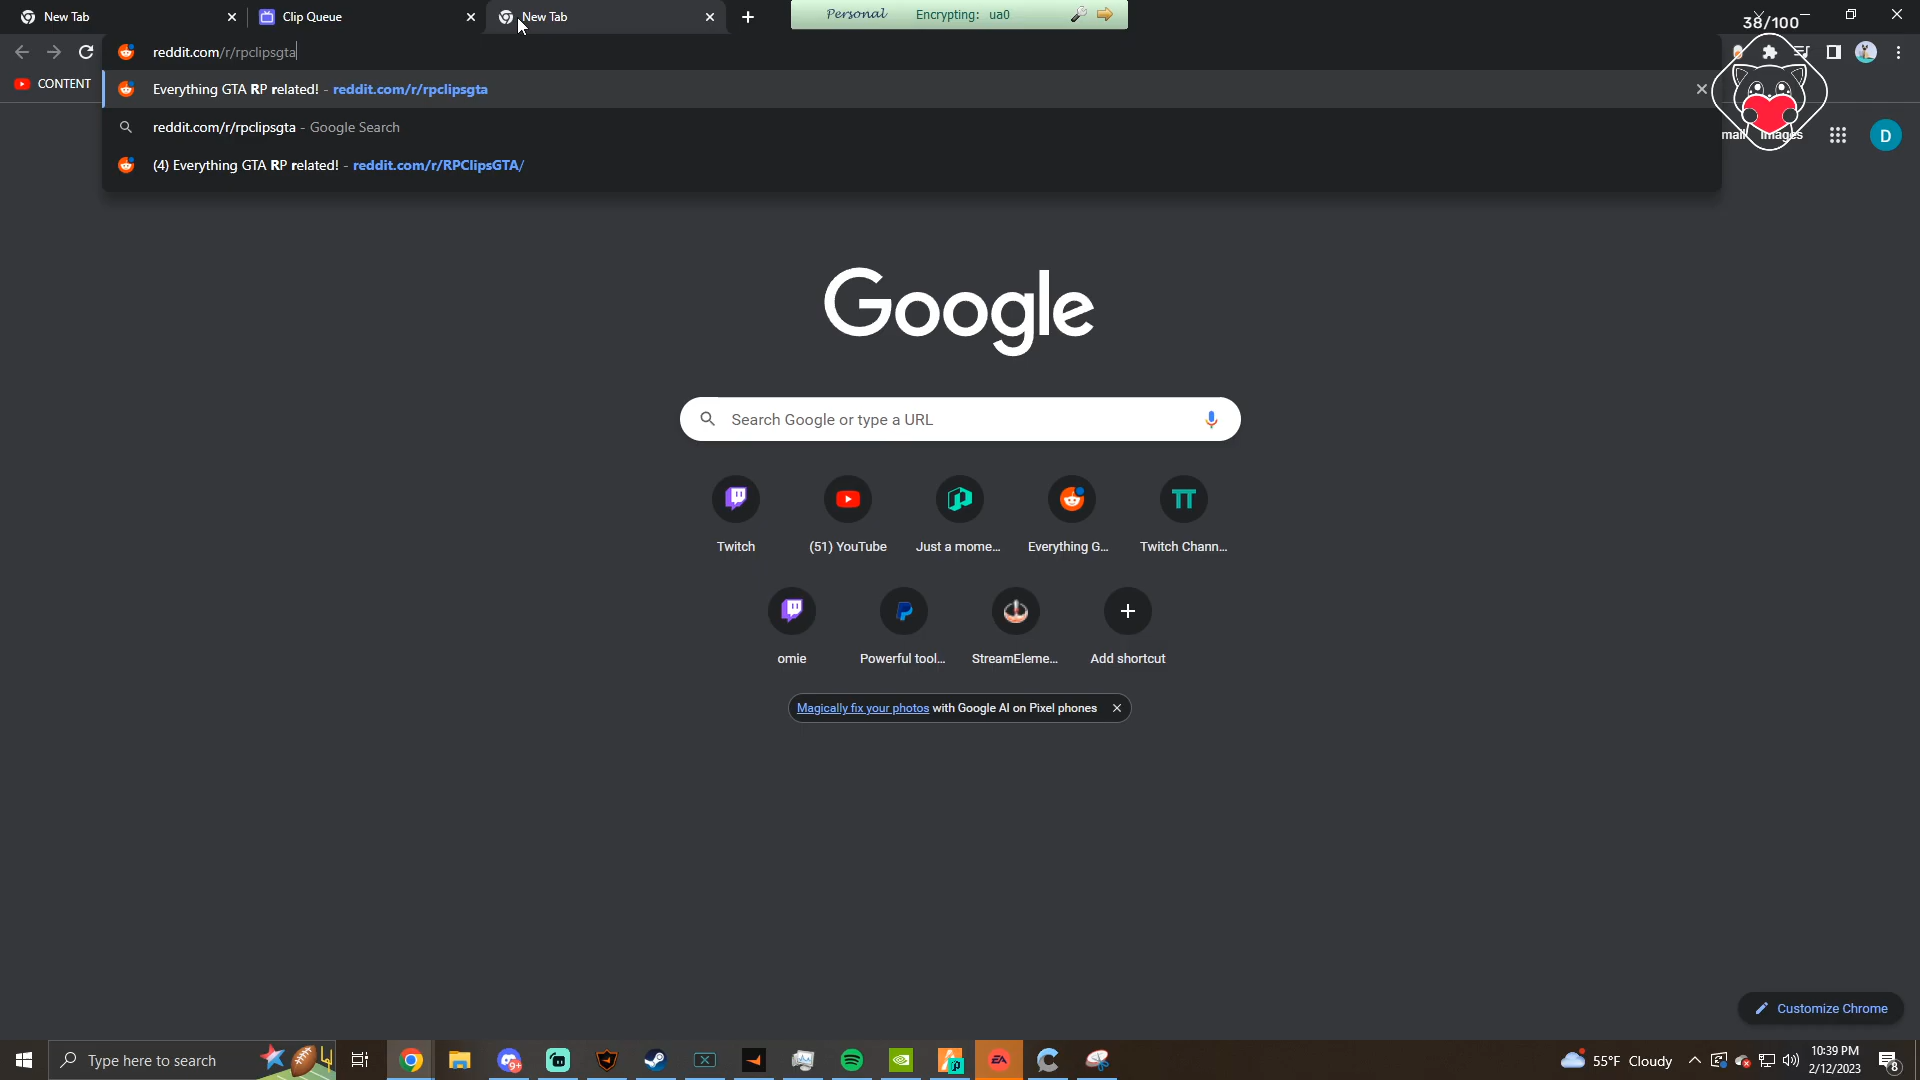 New Tab
Clip Queue
New Tab
Personal Encrypting: ua0
38/100
reddit.com/r/rpclipsgta
CONTENT
Everything GTA RP related! - reddit.com/r/rpclipsgta
reddit.com/r/rpclipsgta - Google Search
(4) Everything GTA RP related! - reddit.com/r/RPClipsGTA/
mail Images
D
Google
Search Google or type a URL
Twitch
(51) YouTube
Just a mome...
Everything G...
Twitch Chann...
omie
Powerful tool...
StreamEleme...
Add shortcut
Magically fix your photos with Google AI on Pixel phones
Customize Chrome
Type here to search
9+
EA
55°F Cloudy
10:39 PM
2/12/2023
8